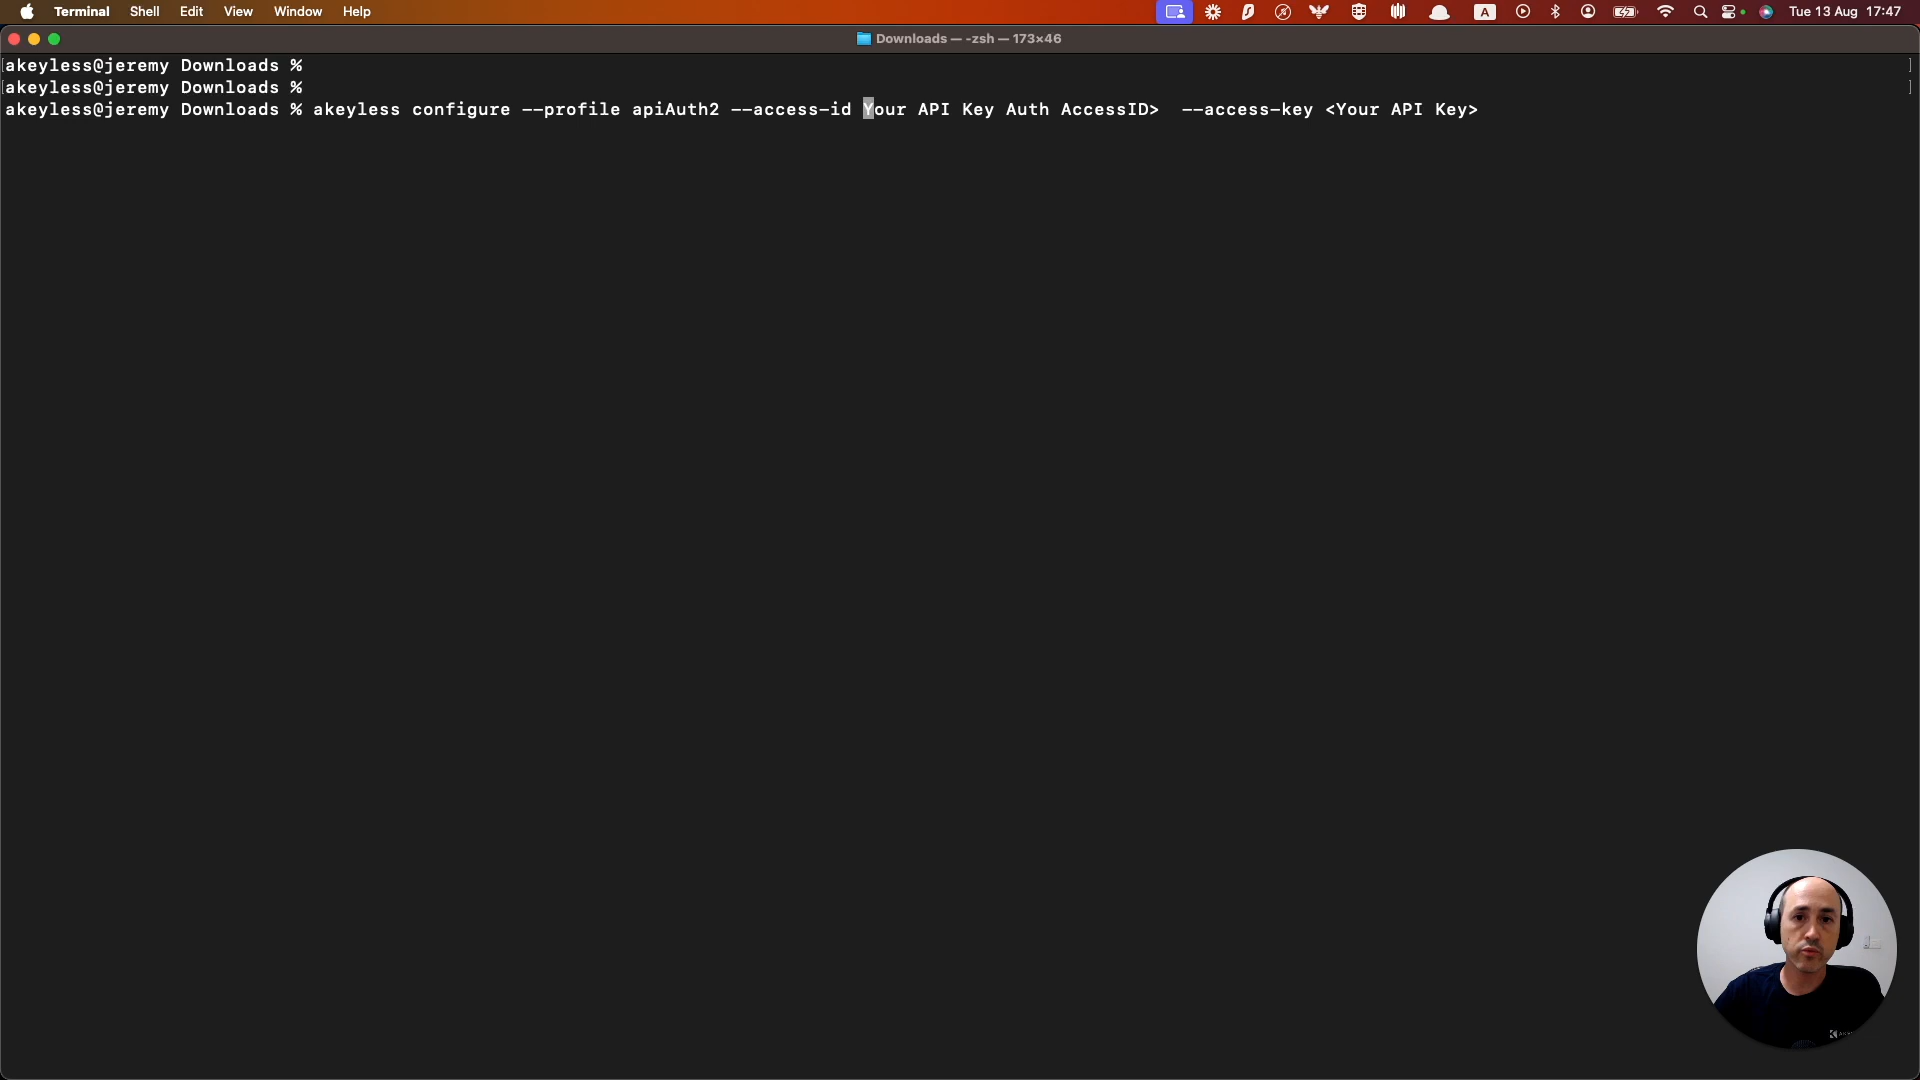 Terminal Shell Edit View Window Help A Tue 13 Aug 17:47
Downloads — -zsh — 173×46
akeyless@jeremy Downloads %
akeyless@jeremy Downloads %
akeyless@jeremy Downloads % akeyless configure --profile apiAuth2 --access-id Your API Key Auth AccessID>  --access-key <Your API Key>